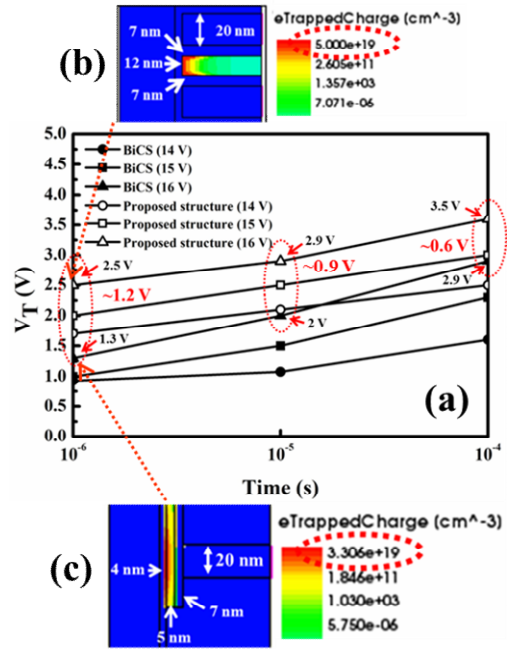 (b)
7 nm
12 nm
7 nm
20 nm
eTrappedCharge (cm^-3)
5.000e+19
2.605e+11
1.357e+03
7.071e-06
5.0
4.5
4.0
3.5
3.0
2.5
2.0
1.5
1.0
0.5
0.0
V_T (V)
BiCS (14 V)
BiCS (15 V)
BiCS (16 V)
Proposed structure (14 V)
Proposed structure (15 V)
Proposed structure (16 V)
2.5 V
~1.2 V
1.3 V
2.9 V
~0.9 V
2 V
3.5 V
~0.6 V
2.9 V
(a)
10^-6
10^-5
10^-4
Time (s)
(c)
4 nm
5 nm
7 nm
20 nm
eTrappedCharge (cm^-3)
3.306e+19
1.846e+11
1.030e+03
5.750e-06